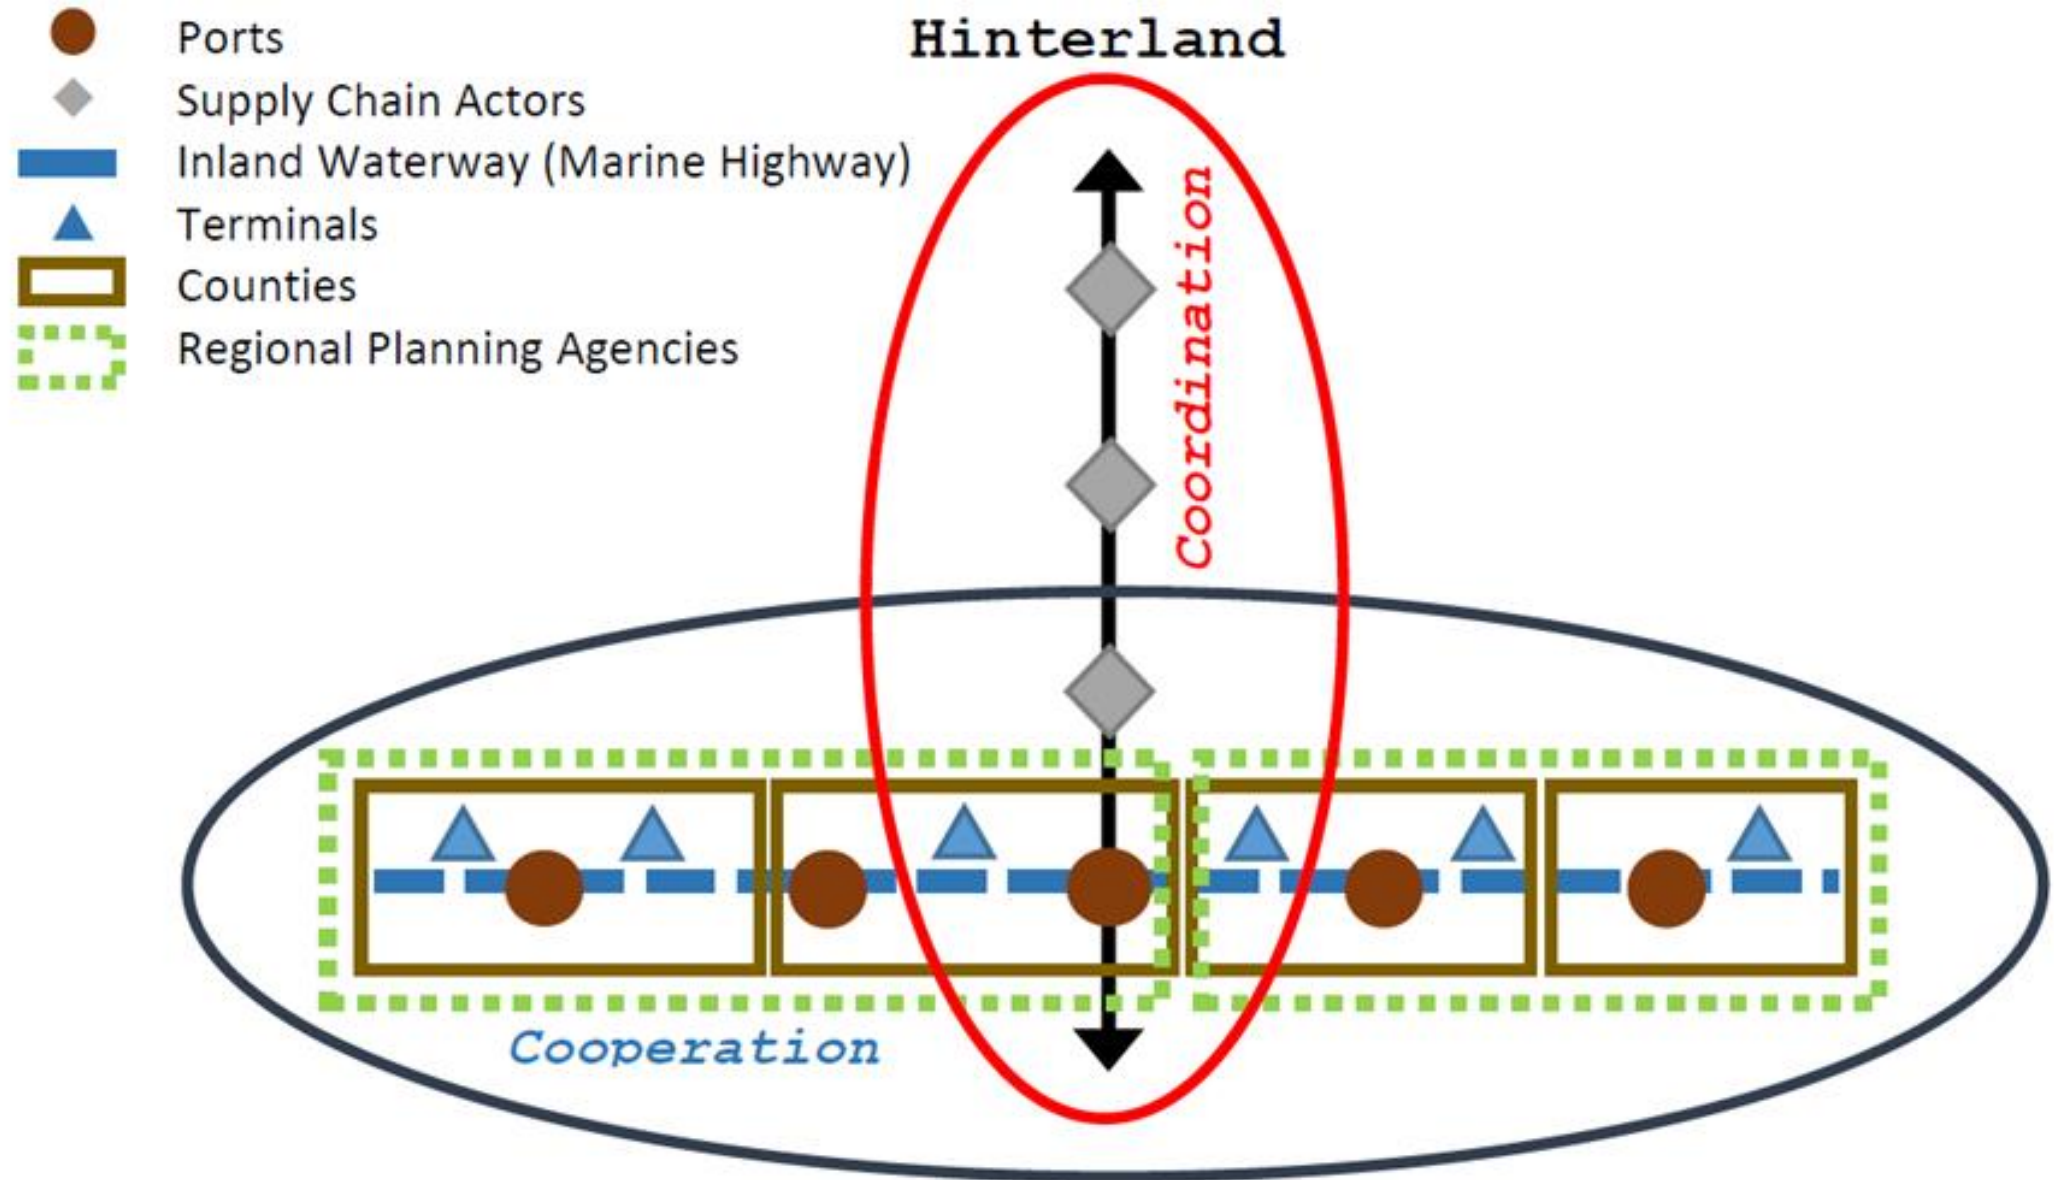 Ports
Supply Chain Actors
Inland Waterway (Marine Highway)
Terminals
Counties
Regional Planning Agencies
Hinterland
Coordination
Cooperation